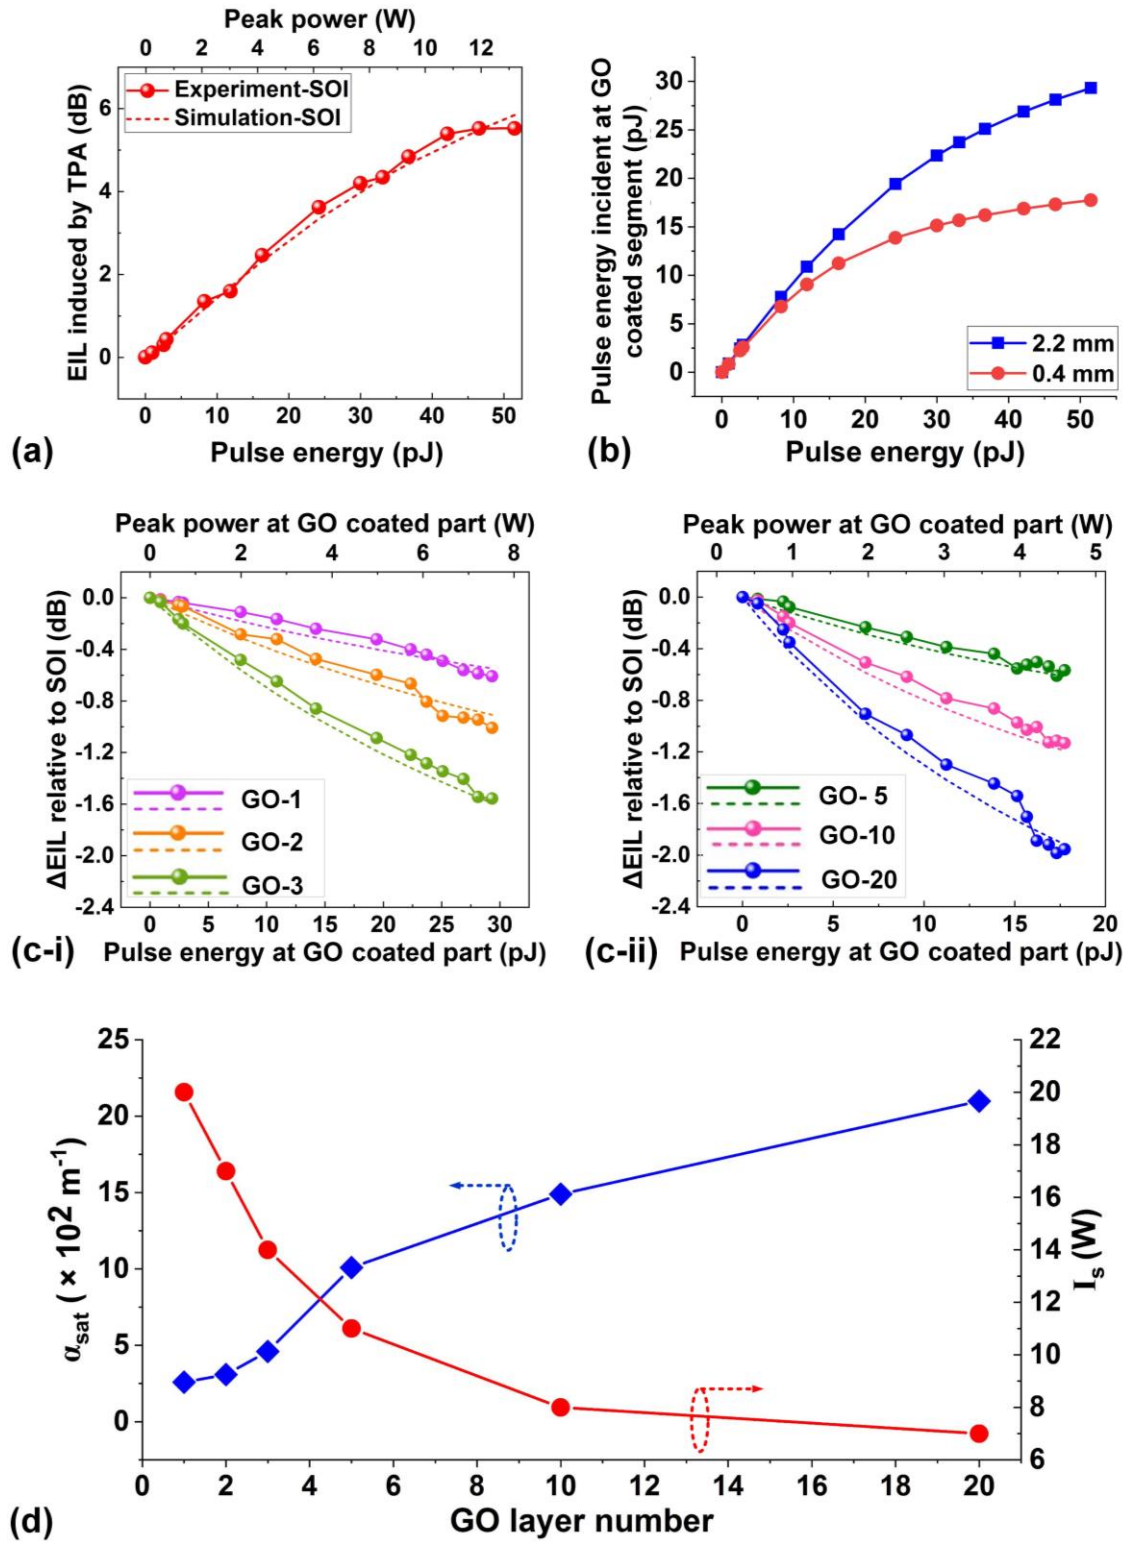 Peak power (W)
0 2 4 6 8 10 12
EIL induced by TPA (dB)
6
4
2
0
Experiment-SOI
Simulation-SOI
0 10 20 30 40 50
Pulse energy (pJ)
(a)
Pulse energy incident at GO
coated segment (pJ)
30
25
20
15
10
5
0
2.2 mm
0.4 mm
0 10 20 30 40 50
Pulse energy (pJ)
(b)
Peak power at GO coated part (W)
0 2 4 6 8
ΔEIL relative to SOI (dB)
0.0
-0.4
-0.8
-1.2
-1.6
-2.0
-2.4
GO-1
GO-2
GO-3
0 5 10 15 20 25 30
Pulse energy at GO coated part (pJ)
(c-i)
Peak power at GO coated part (W)
0 1 2 3 4 5
ΔEIL relative to SOI (dB)
0.0
-0.4
-0.8
-1.2
-1.6
-2.0
-2.4
GO- 5
GO-10
GO-20
0 5 10 15 20
Pulse energy at GO coated part (pJ)
(c-ii)
αsat ( × 10² m⁻¹)
25
20
15
10
5
0
22
20
18
16
14
12
10
8
6
Is (W)
0 2 4 6 8 10 12 14 16 18 20
GO layer number
(d)